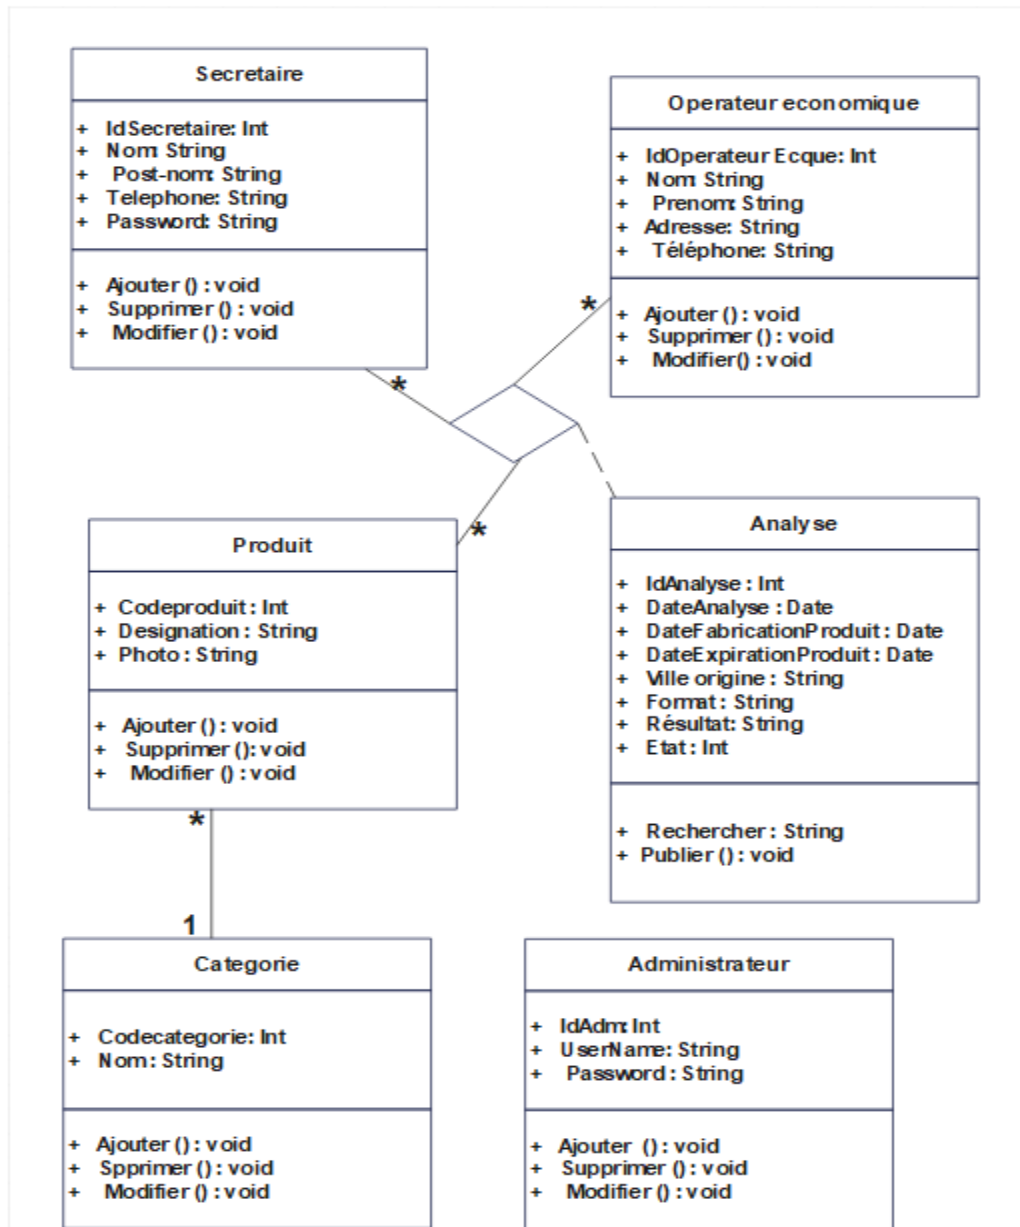 Secretaire
+ IdSecretaire: Int
+ Nom: String
+ Post-nom: String
+ Telephone: String
+ Password: String
+ Ajouter () : void
+ Supprimer () : void
+ Modifier () : void
*
Operateur economique
+ IdOperateur Ecque: Int
+ Nom: String
+ Prenom: String
+ Adresse: String
+ Téléphone: String
+ Ajouter () : void
+ Supprimer () : void
+ Modifier() : void
*
Produit
+ Codeproduit : Int
+ Designation : String
+ Photo : String
+ Ajouter () : void
+ Supprimer (): void
+ Modifier () : void
*
*
1
Analyse
+ IdAnalyse : Int
+ DateAnalyse : Date
+ DateFabricationProduit : Date
+ DateExpirationProduit : Date
+ Ville origine : String
+ Format : String
+ Résultat: String
+ Etat : Int
+ Rechercher : String
+ Publier () : void
Categorie
+ Codecategorie: Int
+ Nom : String
+ Ajouter () : void
+ Spprimer () : void
+ Modifier () : void
Administrateur
+ IdAdm: Int
+ UserName: String
+ Password : String
+ Ajouter () : void
+ Supprimer () : void
+ Modifier () : void